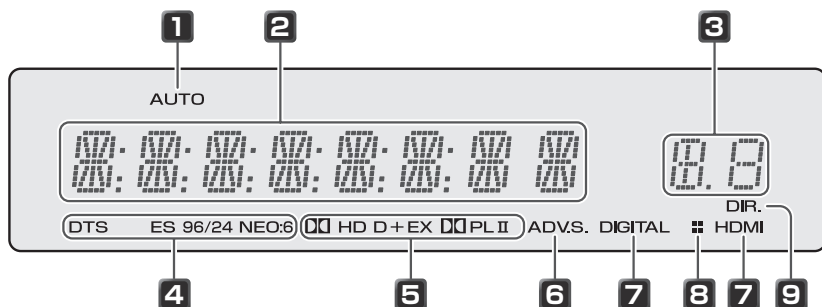 1 2 3
AUTO
DIR.
DTS ES 96/24 NEO:6 HD D+EX PL II ADV.S. DIGITAL HDMI
4 5 6 7 8 7 9